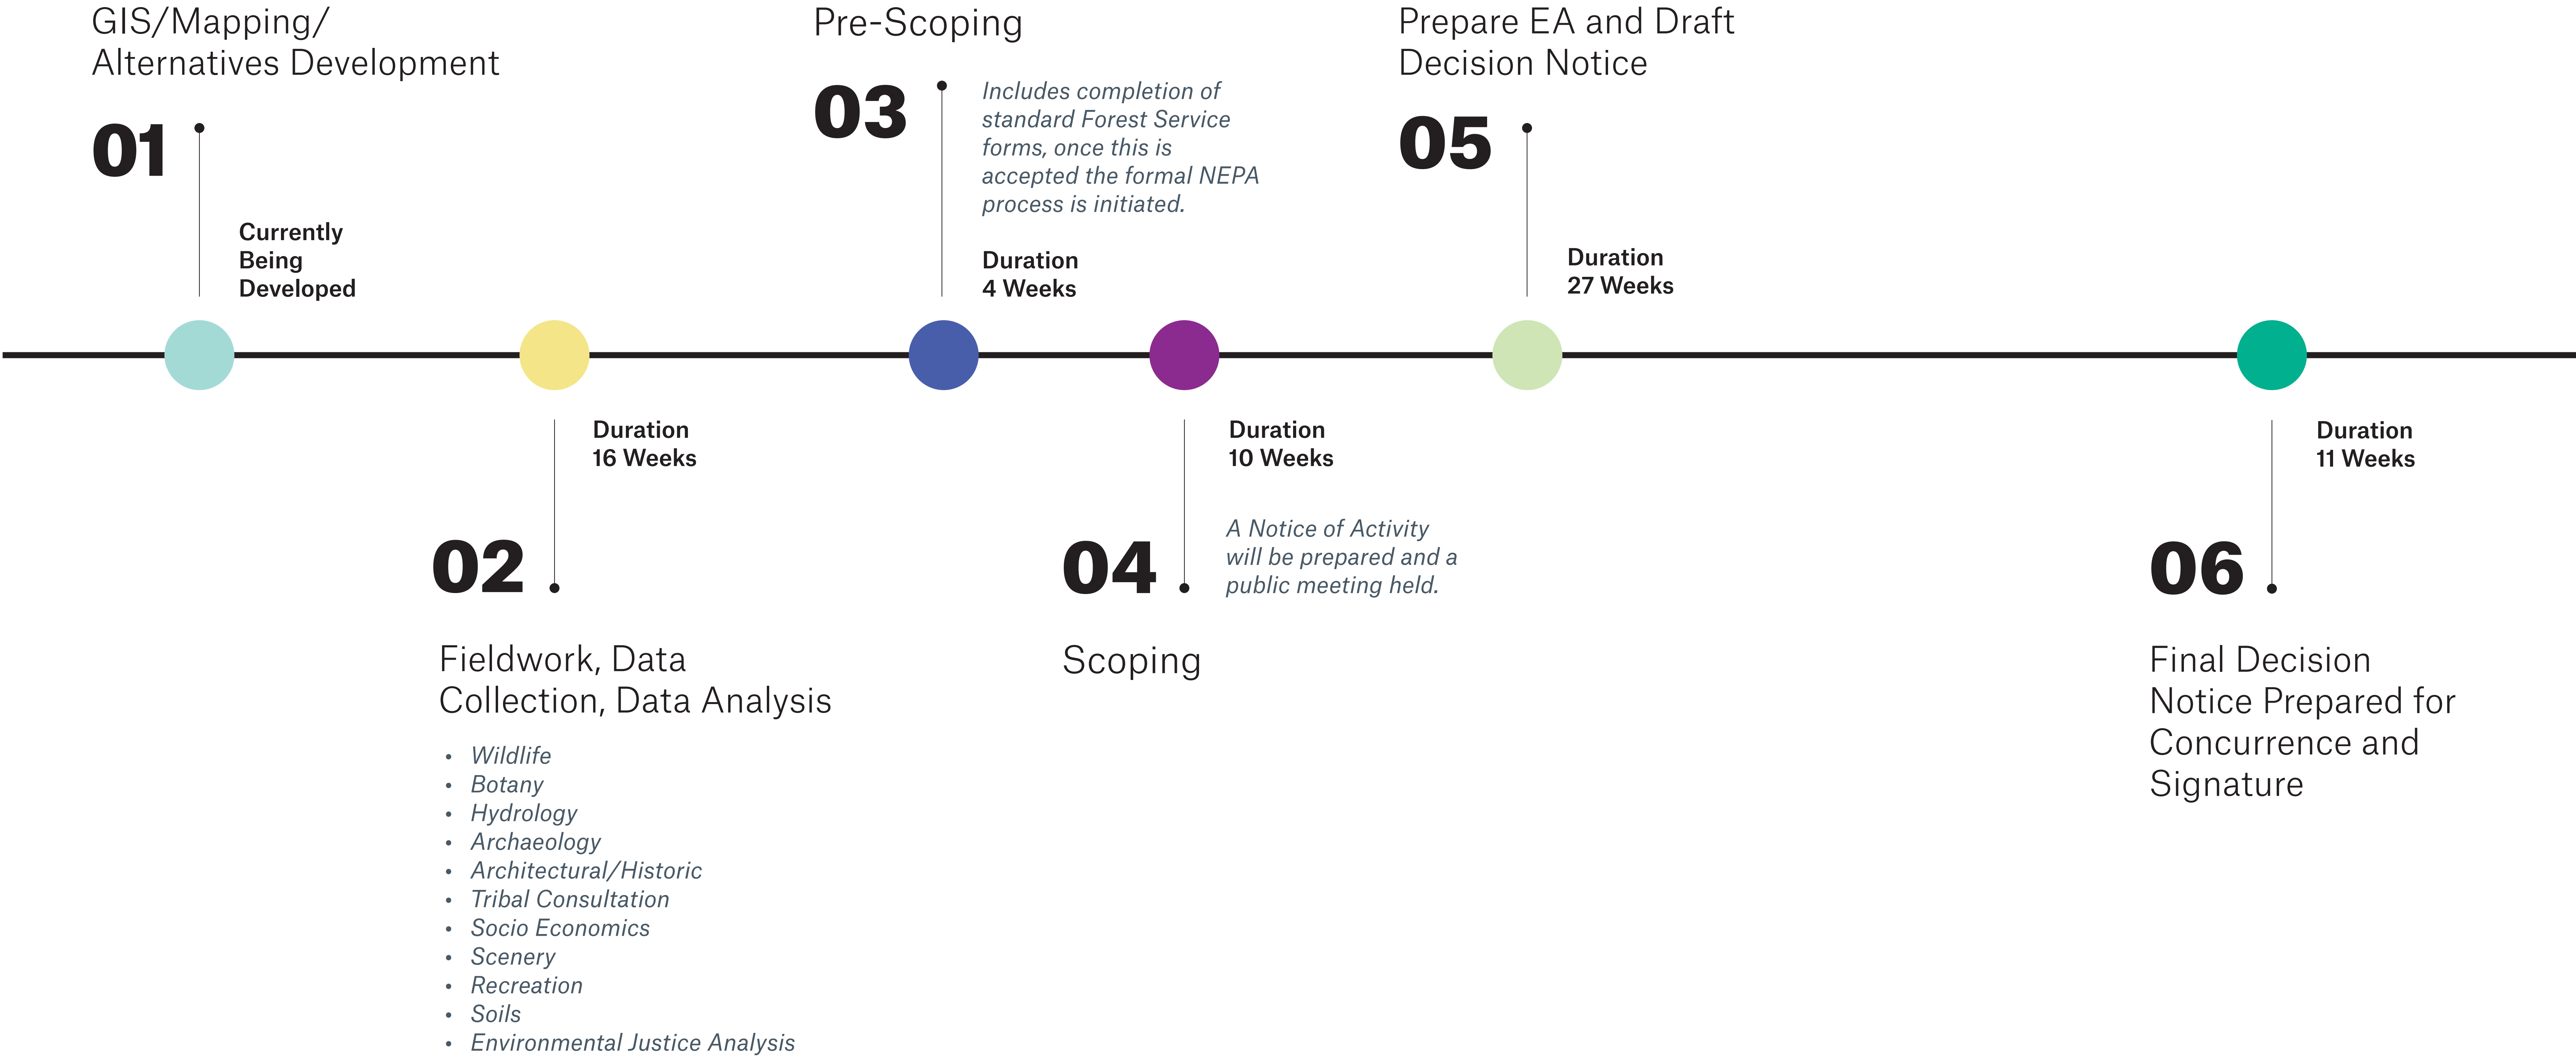 GIS/Mapping/
Alternatives Development
01
Currently
Being
Developed
Duration
16 Weeks
02
Fieldwork, Data
Collection, Data Analysis
• Wildlife
• Botany
• Hydrology
• Archaeology
• Architectural/Historic
• Tribal Consultation
• Socio Economics
• Scenery
• Recreation
• Soils
• Environmental Justice Analysis
Pre-Scoping
03
Includes completion of
standard Forest Service
forms, once this is
accepted the formal NEPA
process is initiated.
Duration
4 Weeks
Duration
10 Weeks
04
A Notice of Activity
will be prepared and a
public meeting held.
Scoping
Prepare EA and Draft
Decision Notice
05
Duration
27 Weeks
Duration
11 Weeks
06
Final Decision
Notice Prepared for
Concurrence and
Signature